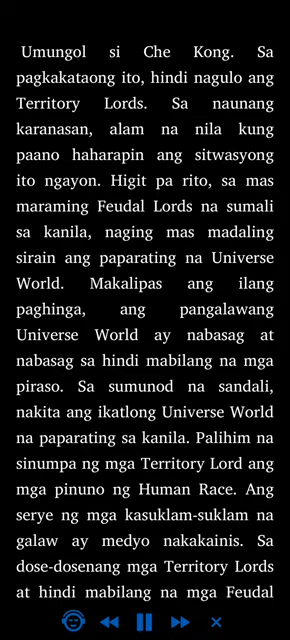 Umungol si Che Kong. Sa
pagkakataong ito, hindi nagulo ang
Territory Lords. Sa naunang
karanasan, alam na nila kung
paano haharapin ang sitwasyong
ito ngayon. Higit pa rito, sa mas
maraming Feudal Lords na sumali
sa kanila, naging mas madaling
sirain ang paparating na Universe
World. Makalipas ang ilang
paghinga, ang pangalawang
Universe World ay nabasag at
nabasag sa hindi mabilang na mga
piraso. Sa sumunod na sandali,
nakita ang ikatlong Universe World
na paparating sa kanila. Palihim na
sinumpa ng mga Territory Lord ang
mga pinuno ng Human Race. Ang
serye ng mga kasuklam-suklam na
galaw ay medyo nakakainis. Sa
dose-dosenang mga Territory Lords
at hindi mabilang na mga Feudal